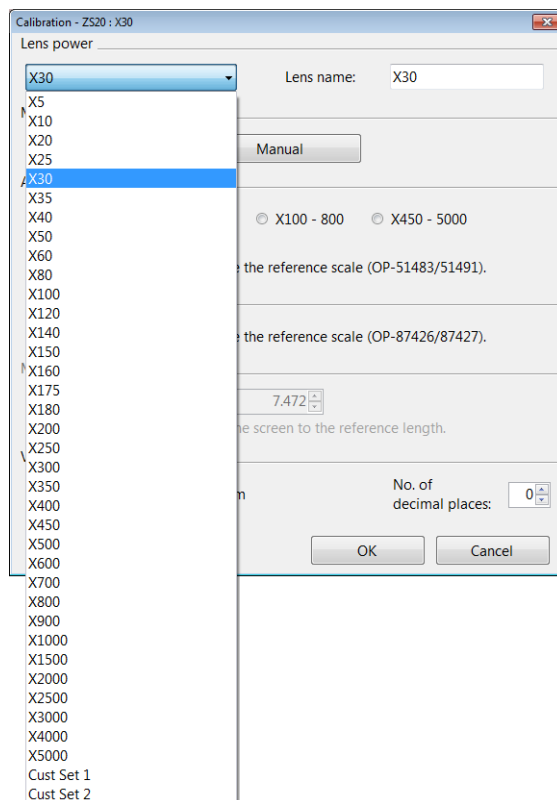 Calibration - ZS20 : X30
Lens power
X30
Lens name:
X30
X5
X10
X20
X25
X30
X35
X40
X50
X60
X80
X100
X120
X140
X150
X160
X175
X180
X200
X250
X300
X350
X400
X450
X500
X600
X700
X800
X900
X1000
X1500
X2000
X2500
X3000
X4000
X5000
Cust Set 1
Cust Set 2
Manual
X100 - 800
X450 - 5000
the reference scale (OP-51483/51491).
the reference scale (OP-87426/87427).
7.472
screen to the reference length.
No. of
decimal places:
0
OK
Cancel